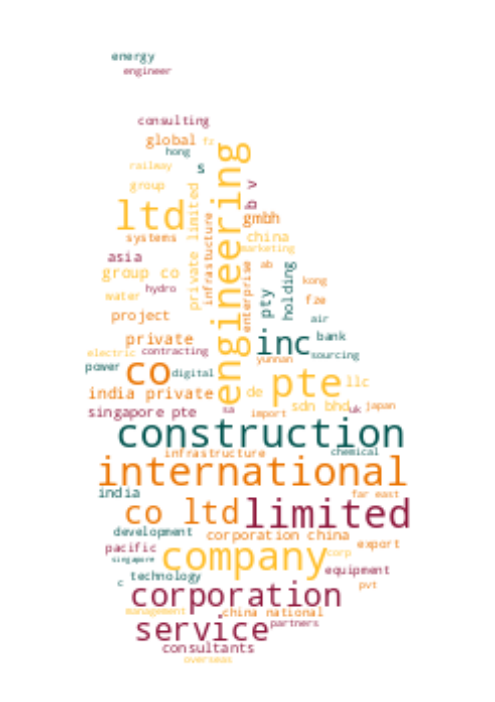 energy
engineer
consulting
global fz
hong
railway s
group v
ltd private limited infrastucture engineering b gmbh
systems china
marketing
asia ab
group co enterprise pty holding kong
hydro
water fze
project air
private inc bank
electric contracting sourcing
power co digital yunnan
pte llc
india private de
singapore pte sa import sdn bhd uk japan
construction
infrastructure chemical
international
india far east
co ltd limited
development corporation china
pacific company corp export
singapore equipment
c technology pvt
corporation
management china national
service partners
consultants
overseas